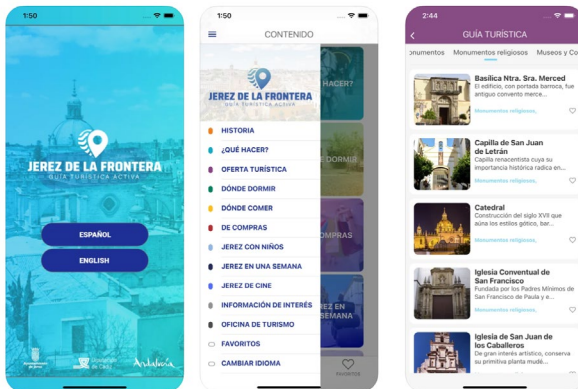 1:50
JEREZ DE LA FRONTERA
GUÍA TURÍSTICA ACTIVA
ESPAÑOL
ENGLISH
Andalucía
1:50
CONTENIDO
JEREZ DE LA FRONTERA
GUÍA TURÍSTICA ACTIVA
HISTORIA
¿QUÉ HACER?
OFERTA TURÍSTICA
DÓNDE DORMIR
DÓNDE COMER
DE COMPRAS
JEREZ CON NIÑOS
JEREZ EN UNA SEMANA
JEREZ DE CINE
INFORMACIÓN DE INTERÉS
OFICINA DE TURISMO
FAVORITOS
CAMBIAR IDIOMA
HACER?
E DORMIR
OMPRAS
REZ EN
SEMANA
FAVORITOS
2:44
GUÍA TURÍSTICA
onumentos Monumentos religiosos Museos y Co
Basílica Ntra. Sra. Merced
El edificio, con portada barroca, fue
antiguo convento merce...
Monumentos religiosos,
Capilla de San Juan
de Letrán
Capilla renacentista cuya su
importancia histórica radica en...
Monumentos religiosos,
Catedral
Construcción del siglo XVII que
aúna los estilos gótico, bar...
Monumentos religiosos,
Iglesia Conventual de
San Francisco
Fundada por los Padres Mínimos de
San Francisco de Paula y e...
Monumentos religiosos,
Iglesia de San Juan de
los Caballeros
De gran interés artístico, conserva
su primitiva planta mudé...